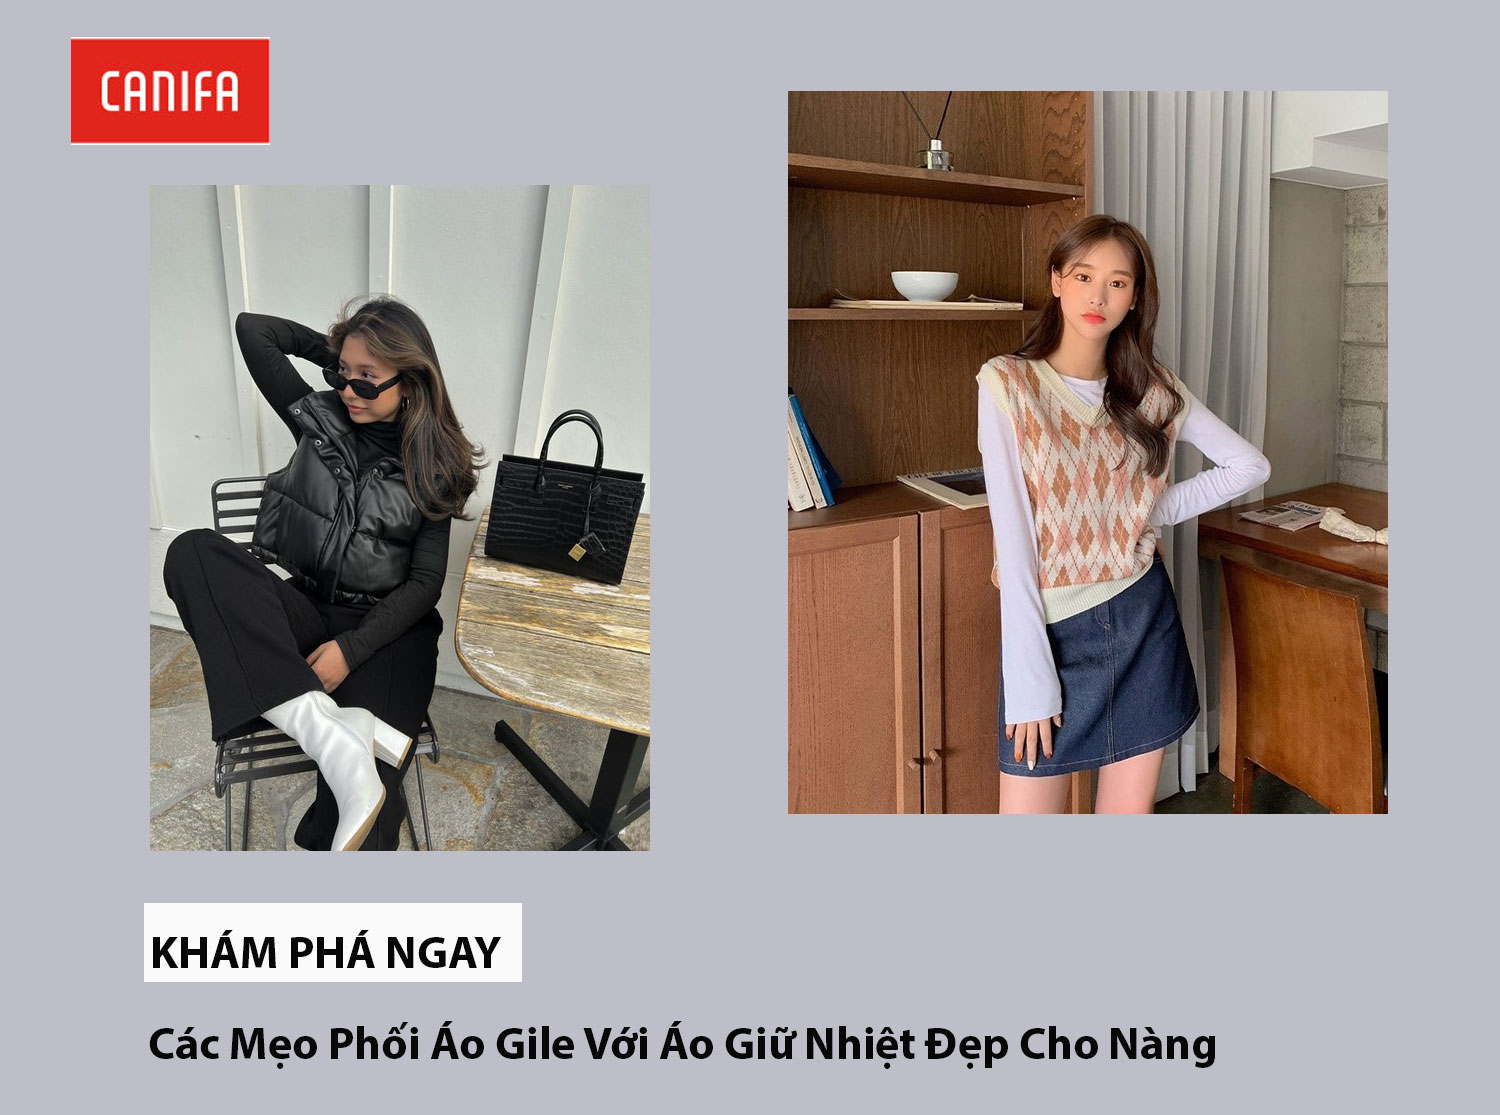 CANIFA
KHÁM PHÁ NGAY
Các Mẹo Phối Áo Gile Với Áo Giữ Nhiệt Đẹp Cho Nàng